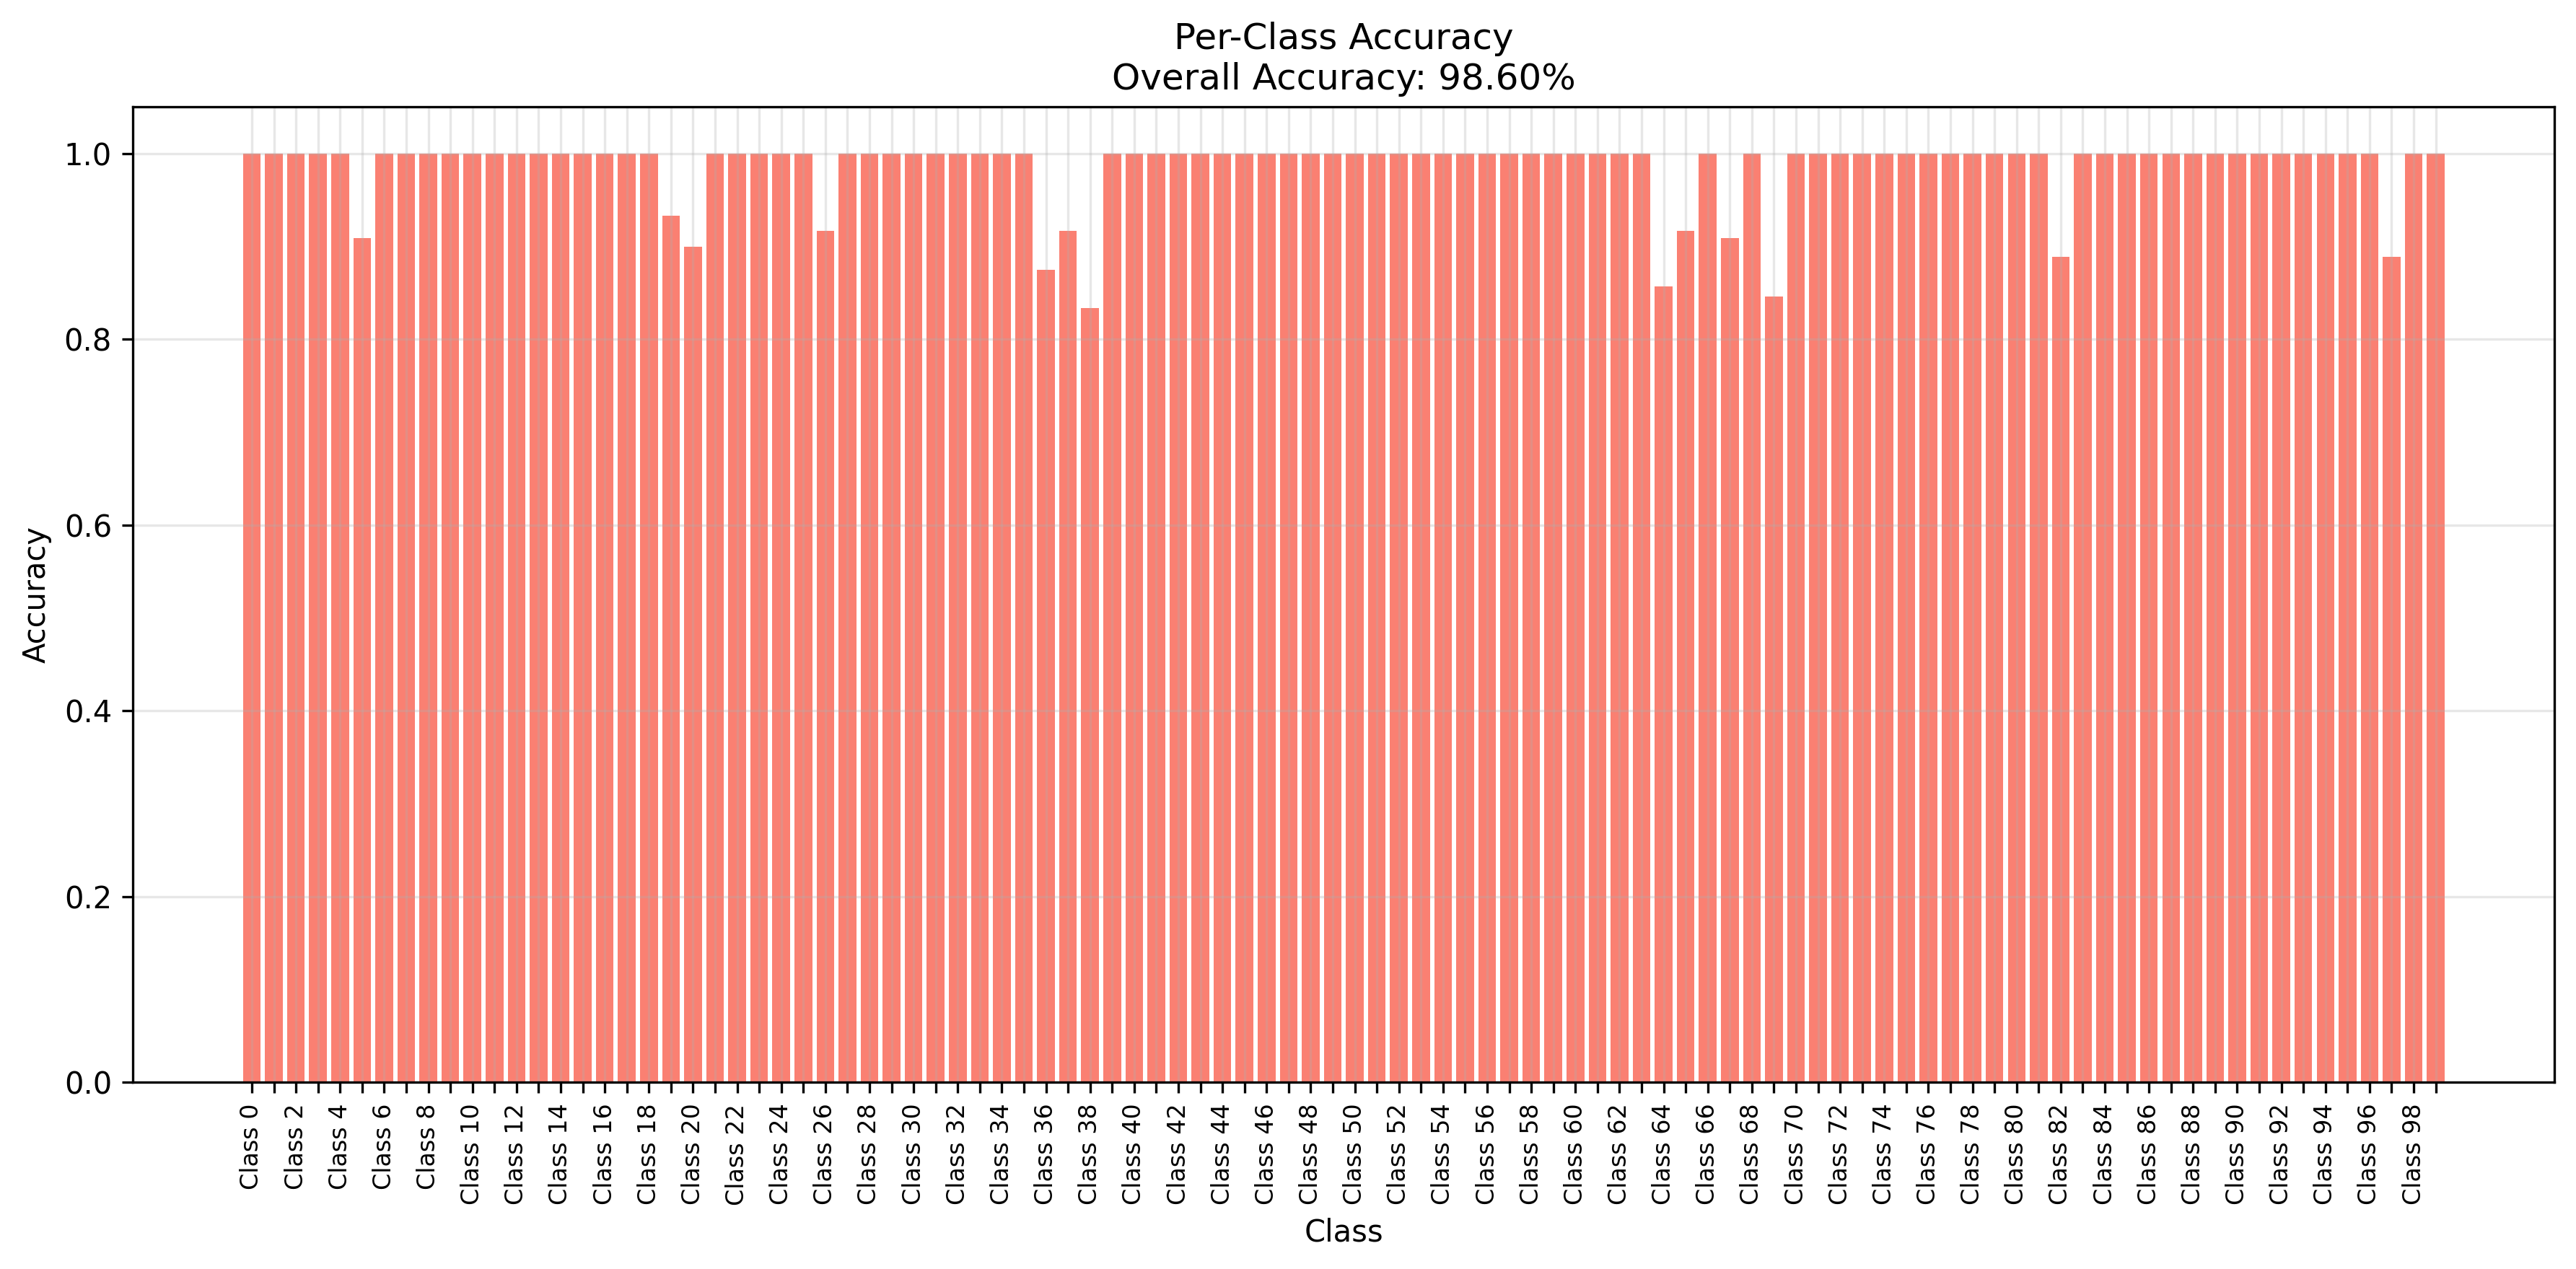 Per-Class Accuracy
Overall Accuracy: 98.60%
Accuracy
1.0
0.8
0.6
0.4
0.2
0.0
Class 0
Class 2
Class 4
Class 6
Class 8
Class 10
Class 12
Class 14
Class 16
Class 18
Class 20
Class 22
Class 24
Class 26
Class 28
Class 30
Class 32
Class 34
Class 36
Class 38
Class 40
Class 42
Class 44
Class 46
Class 48
Class 50
Class 52
Class 54
Class 56
Class 58
Class 60
Class 62
Class 64
Class 66
Class 68
Class 70
Class 72
Class 74
Class 76
Class 78
Class 80
Class 82
Class 84
Class 86
Class 88
Class 90
Class 92
Class 94
Class 96
Class 98
Class